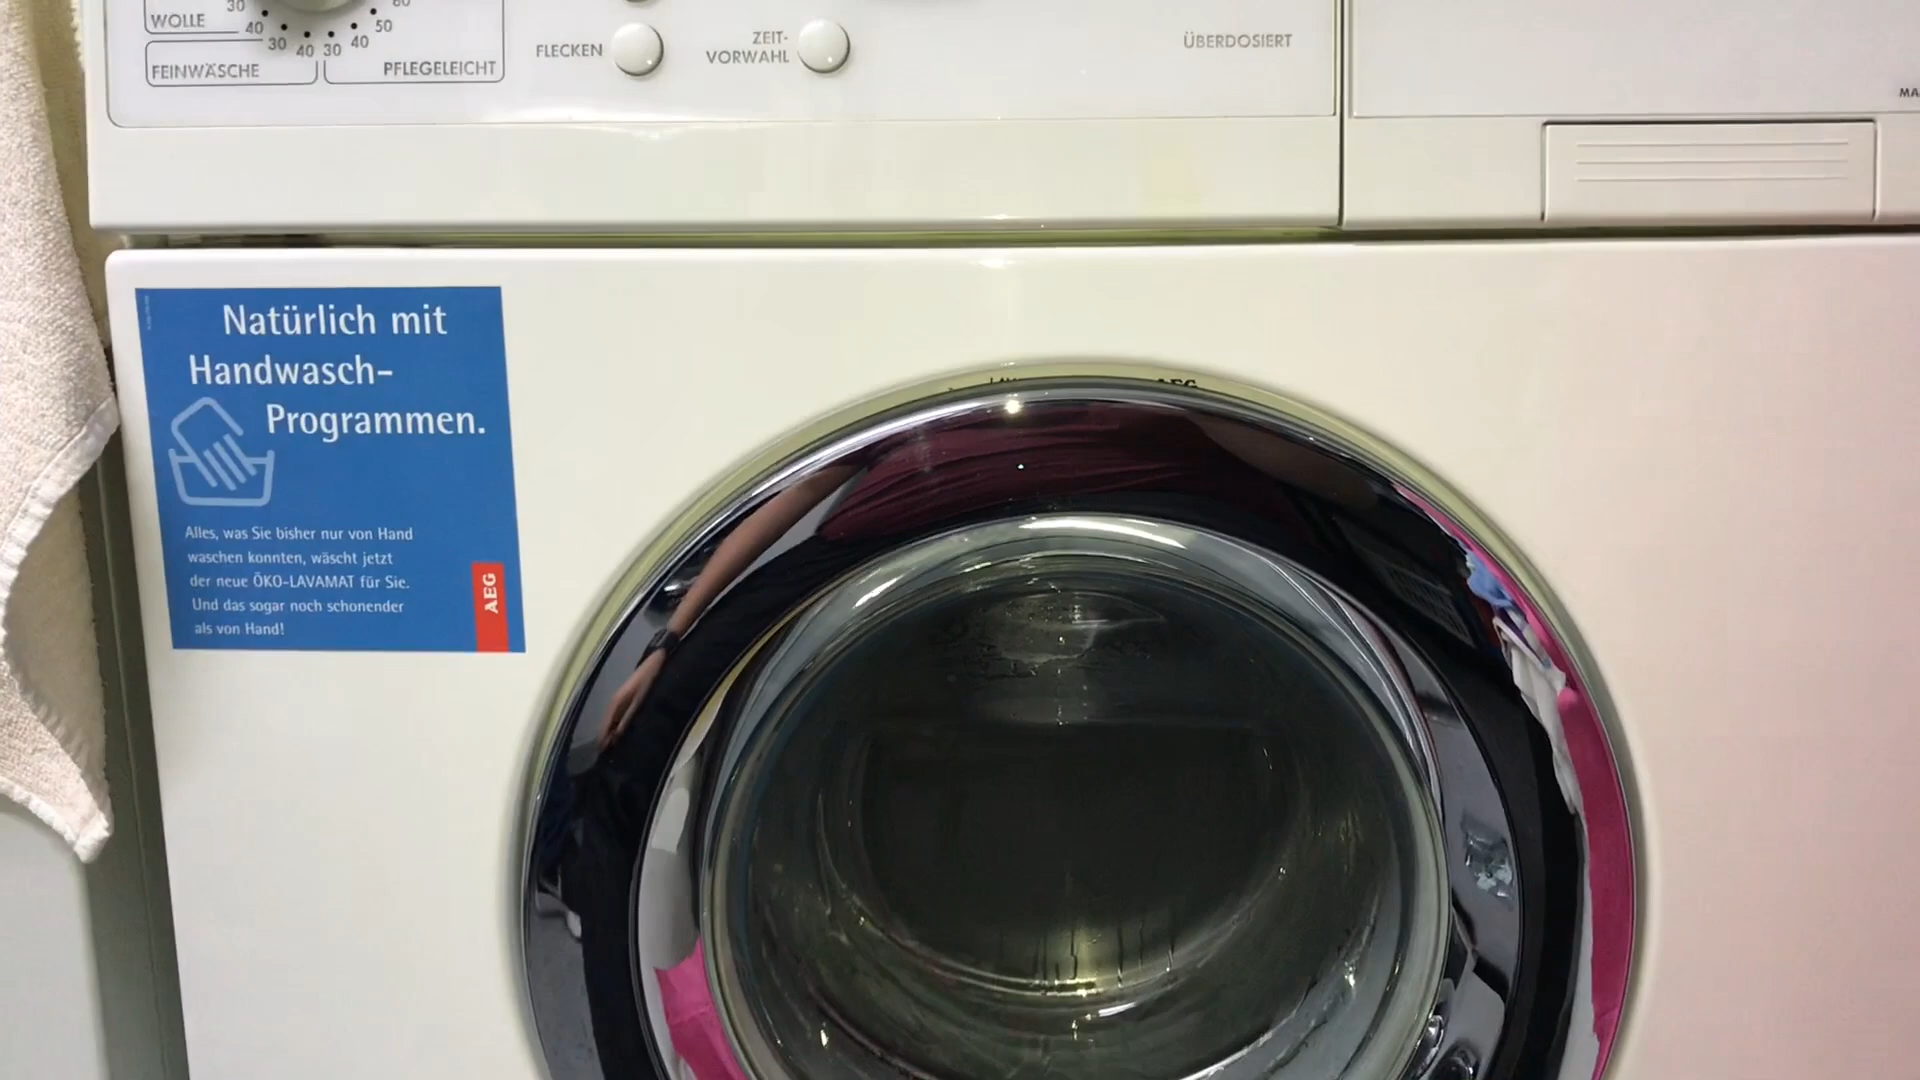 WOLLE
30
40
30
40
30
40
50
60
FEINWÄSCHE
PFLEGELEICHT
FLECKEN
ZEIT-
VORWAHL
ÜBERDOSIERT
Natürlich mit
Handwasch-
Programmen.
Alles, was Sie bisher nur von Hand
waschen konnten, wäscht jetzt
der neue ÖKO-LAVAMAT für Sie.
Und das sogar noch schonender
als von Hand!
AEG
AEG